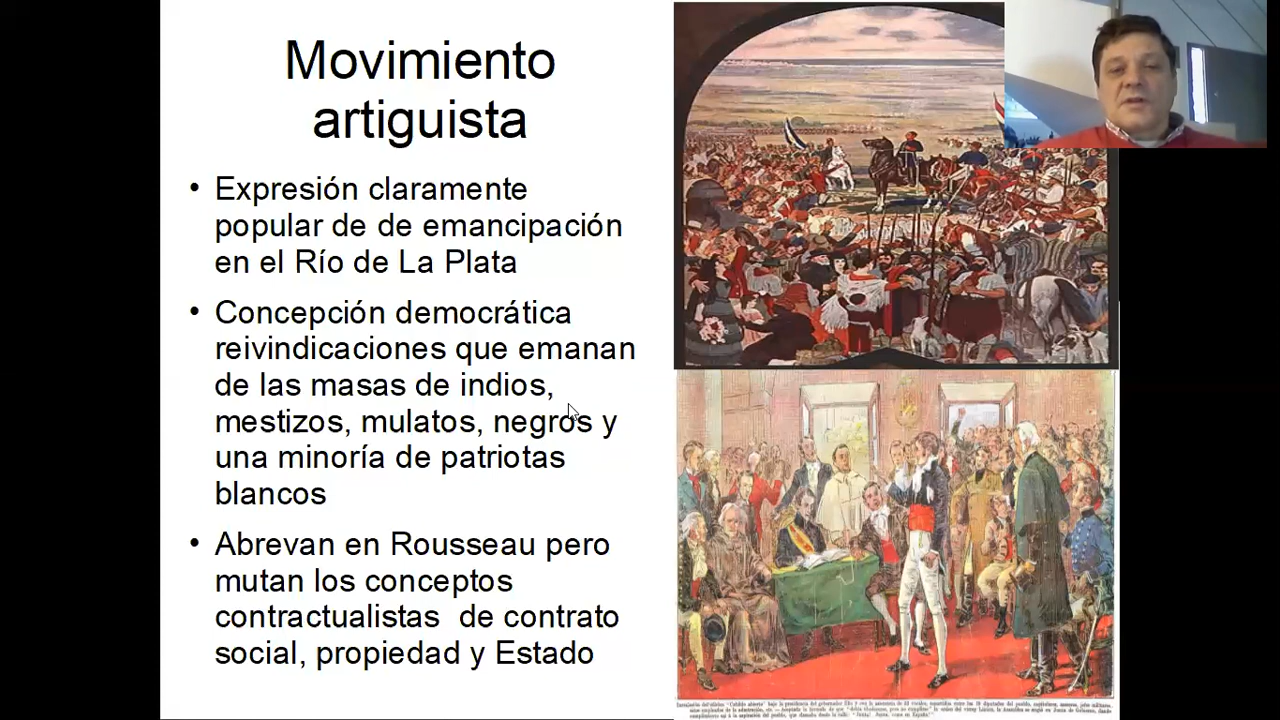 Movimiento
artiguista
• Expresión claramente
popular de de emancipación
en el Río de La Plata
• Concepción democrática
reivindicaciones que emanan
de las masas de indios,
mestizos, mulatos, negros y
una minoría de patriotas
blancos
• Abrevan en Rousseau pero
mutan los conceptos
contractualistas de contrato
social, propiedad y Estado